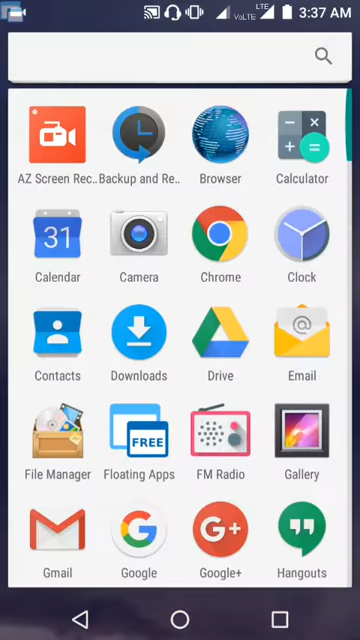 LTE
VoLTE
3:37 AM
AZ Screen Rec..
Backup and Re..
Browser
Calculator
31
Calendar
Camera
Chrome
Clock
Contacts
Downloads
Drive
@
Email
FREE
File Manager
Floating Apps
FM Radio
Gallery
G
G+
Gmail
Google
Google+
Hangouts